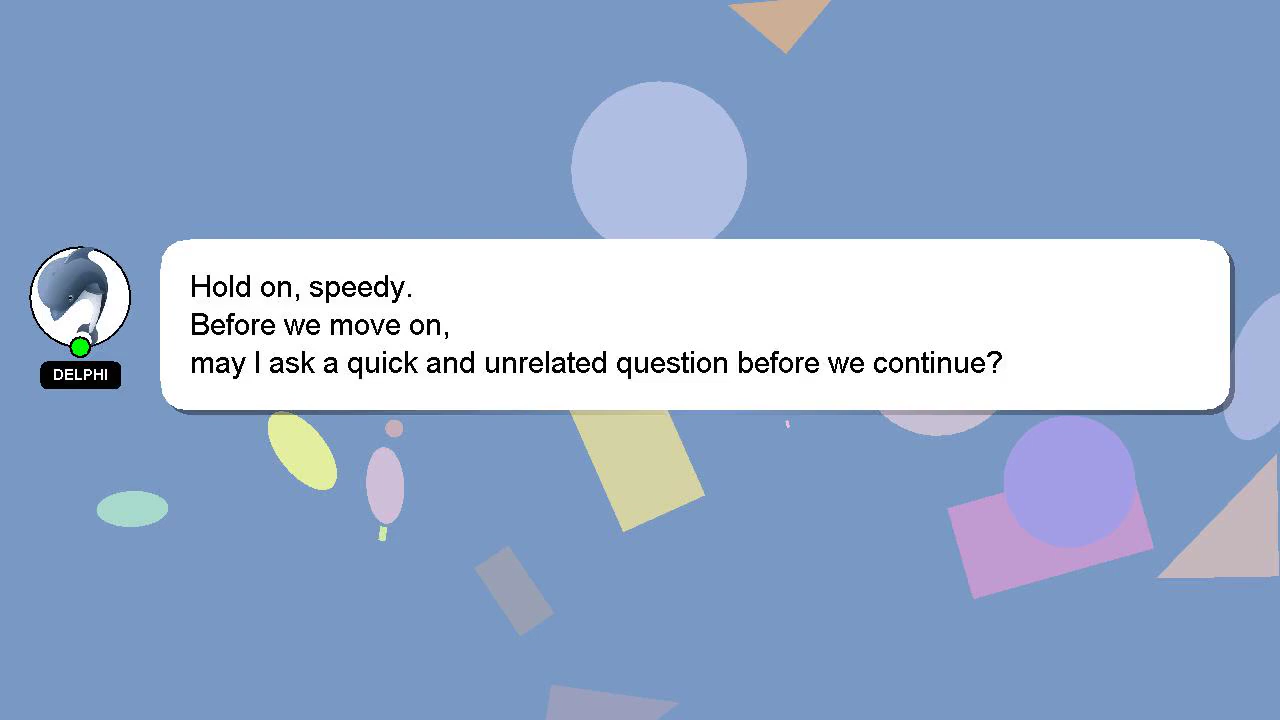 Hold on, speedy.
Before we move on,
may I ask a quick and unrelated question before we continue?
DELPHI